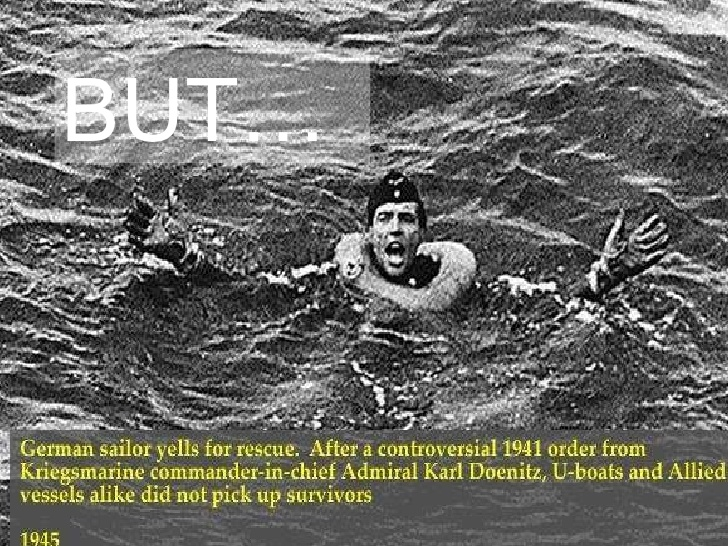 BUT...
German sailor yells for rescue. After a controversial 1941 order from
Kriegsmarine commander-in-chief Admiral Karl Doenitz, U-boats and Allied
vessels alike did not pick up survivors
1945